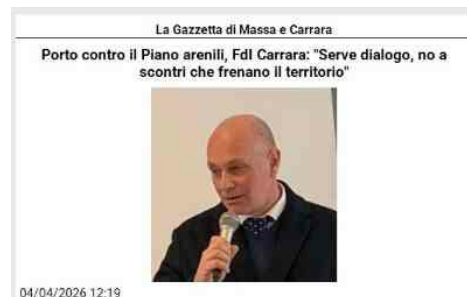 La Gazzetta di Massa e Carrara
Porto contro il Piano arenili, FdI Carrara: "Serve dialogo, no a
scontri che frenano il territorio"
04/04/2026 12:19